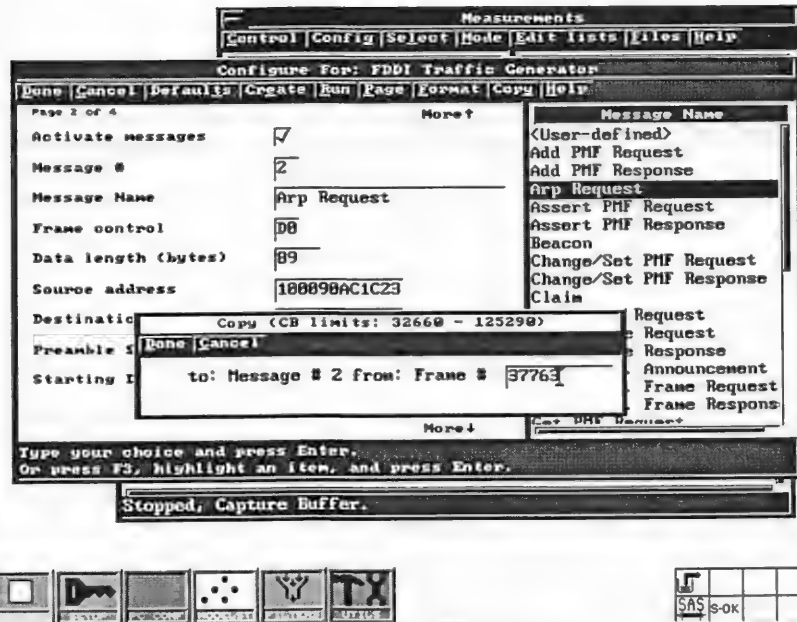 Measurements
Control Config Select Mode Edit lists Files Help
Configure For: FDDI Traffic Generator
Done Cancel Defaults Create Run Page Format Copy Help
Page 2 of 4 More↑
Activate messages
Message # 2
Message Name Arp Request
Frame control D0
Data length (bytes) 89
Source address 100090AC1C23
Destinatic
Preamble S
Starting I
More↓
Message Name
<User-defined>
Add PMF Request
Add PMF Response
Arp Request
Assert PMF Request
Assert PMF Response
Beacon
Change/Set PMF Request
Change/Set PMF Response
Claim
Request
Request
Response
Announcement
Frame Request
Frame Respons
Get PMF Request
Copy (CB limits: 32660 - 125290)
Done Cancel
to: Message # 2 from: Frame # 37763
Type your choice and press Enter.
Or press F3, highlight an item, and press Enter.
Stopped, Capture Buffer.
SAS S-OK